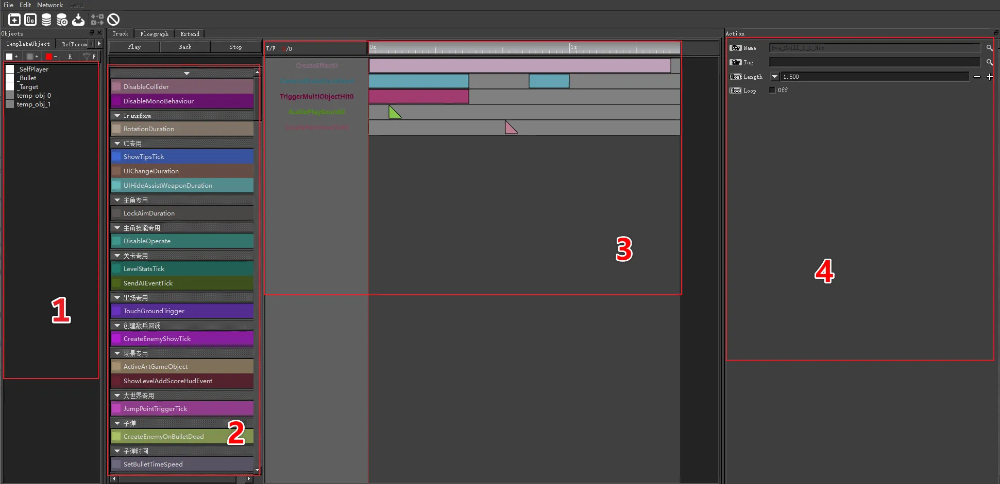 File Edit Network Send
Objects
TemplateObject RefParam
+ + - R F
_SelfPlayer
_Bullet
_Target
temp_obj_0
temp_obj_1
1
Track Flowgraph Extend
Play Back Stop
DisableCollider
DisableMonoBehaviour
Transform
RotationDuration
UI专用
ShowTipsTick
UIChangeDuration
UIHideAssistWeaponDuration
主角专用
LockAimDuration
主角技能专用
DisableOperate
关卡专用
LevelStatsTick
SendAIEventTick
出场专用
TouchGroundTrigger
创建敌兵回调
CreateEnemyShowTick
场景专用
ActiveArtGameObject
ShowLevelAddScoreHudEvent
大世界专用
JumpPointTriggerTick
子弹
CreateEnemyOnBulletDead
子弹时间
SetBulletTimeSpeed
2
T/F : 0/0
0s 1s
CreateEffect0
TriggerMultiObjectHit0
AudiaPlaySound0
3
Action
Str Name Eva_Skill_1_1_Hit
Str Tag
Float Length 1.500
Bool Loop Off
4